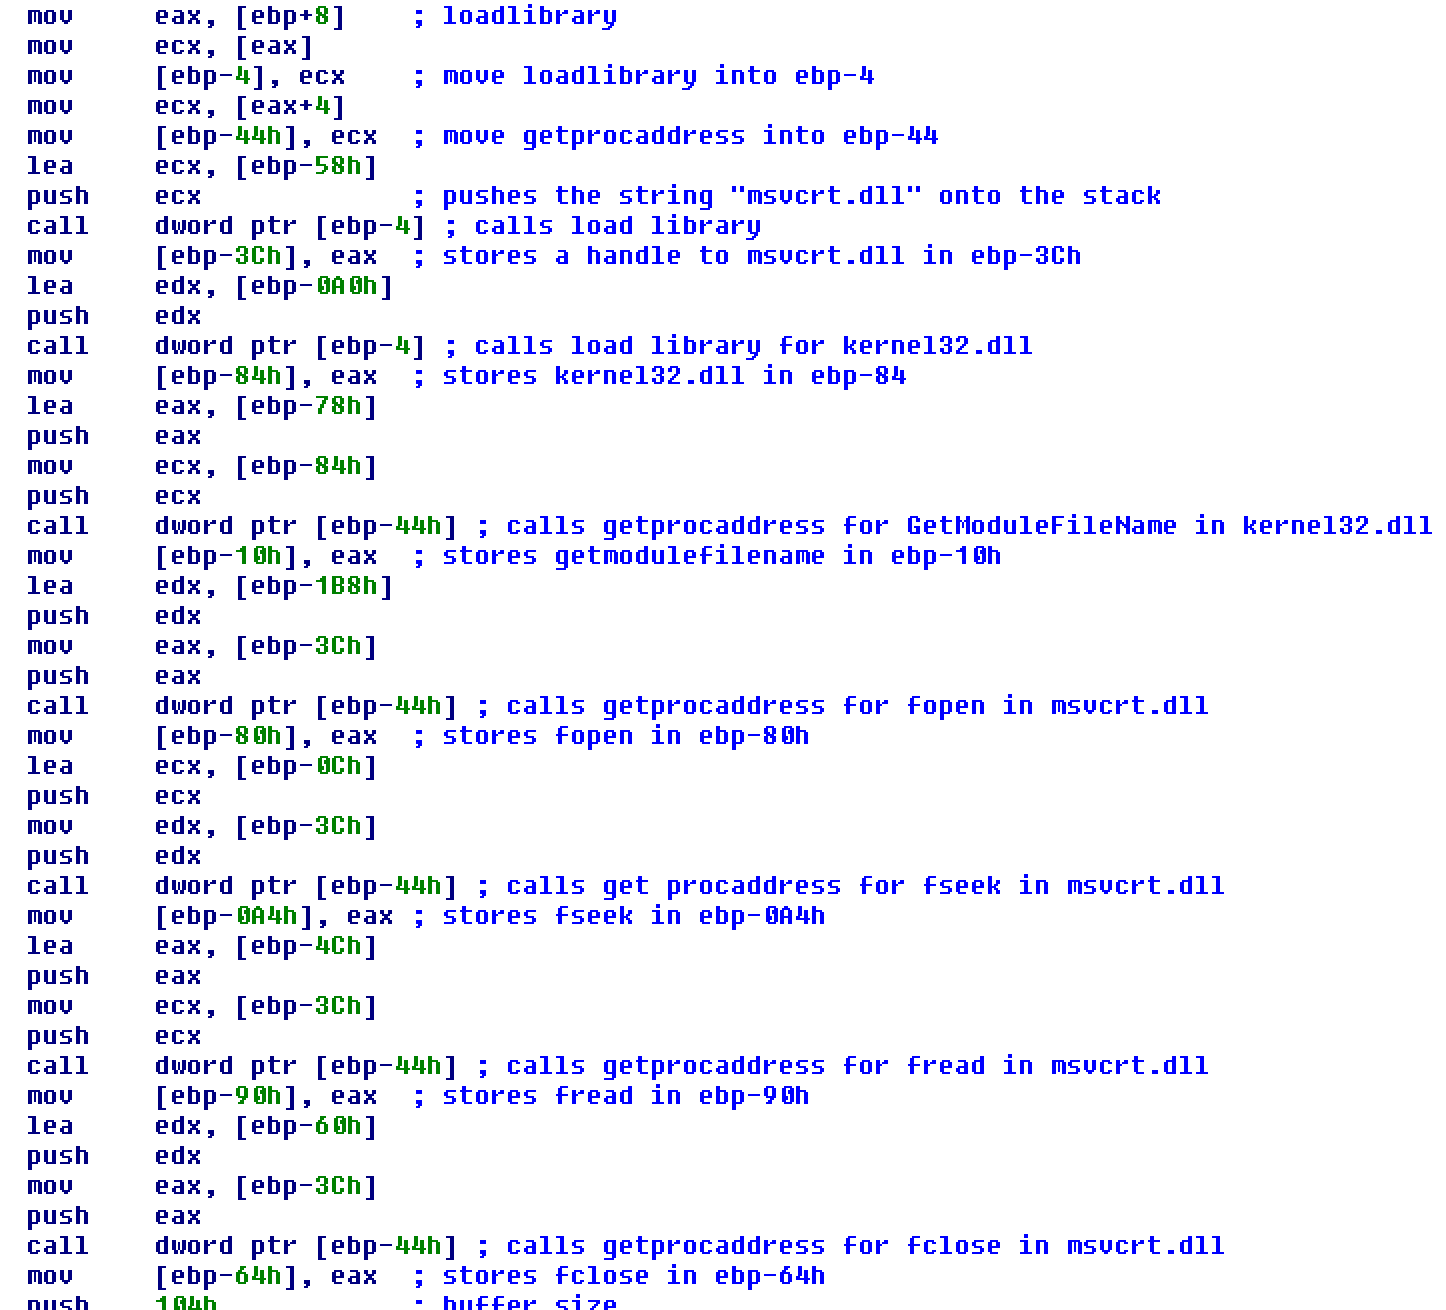 mov eax, [ebp+8] ; loadlibrary
mov ecx, [eax]
mov [ebp-4], ecx ; move loadlibrary into ebp-4
mov ecx, [eax+4]
mov [ebp-44h], ecx ; move getprocaddress into ebp-44
lea ecx, [ebp-58h]
push ecx ; pushes the string "msvcrt.dll" onto the stack
call dword ptr [ebp-4] ; calls load library
mov [ebp-3Ch], eax ; stores a handle to msvcrt.dll in ebp-3Ch
lea edx, [ebp-0A0h]
push edx
call dword ptr [ebp-4] ; calls load library for kernel32.dll
mov [ebp-84h], eax ; stores kernel32.dll in ebp-84
lea eax, [ebp-78h]
push eax
mov ecx, [ebp-84h]
push ecx
call dword ptr [ebp-44h] ; calls getprocaddress for GetModuleFileName in kernel32.dll
mov [ebp-10h], eax ; stores getmodulefilename in ebp-10h
lea edx, [ebp-1B8h]
push edx
mov eax, [ebp-3Ch]
push eax
call dword ptr [ebp-44h] ; calls getprocaddress for fopen in msvcrt.dll
mov [ebp-80h], eax ; stores fopen in ebp-80h
lea ecx, [ebp-0Ch]
push ecx
mov edx, [ebp-3Ch]
push edx
call dword ptr [ebp-44h] ; calls get procaddress for fseek in msvcrt.dll
mov [ebp-0A4h], eax ; stores fseek in ebp-0A4h
lea eax, [ebp-4Ch]
push eax
mov ecx, [ebp-3Ch]
push ecx
call dword ptr [ebp-44h] ; calls getprocaddress for fread in msvcrt.dll
mov [ebp-90h], eax ; stores fread in ebp-90h
lea edx, [ebp-60h]
push edx
mov eax, [ebp-3Ch]
push eax
call dword ptr [ebp-44h] ; calls getprocaddress for fclose in msvcrt.dll
mov [ebp-64h], eax ; stores fclose in ebp-64h
push 104h ; buffer size